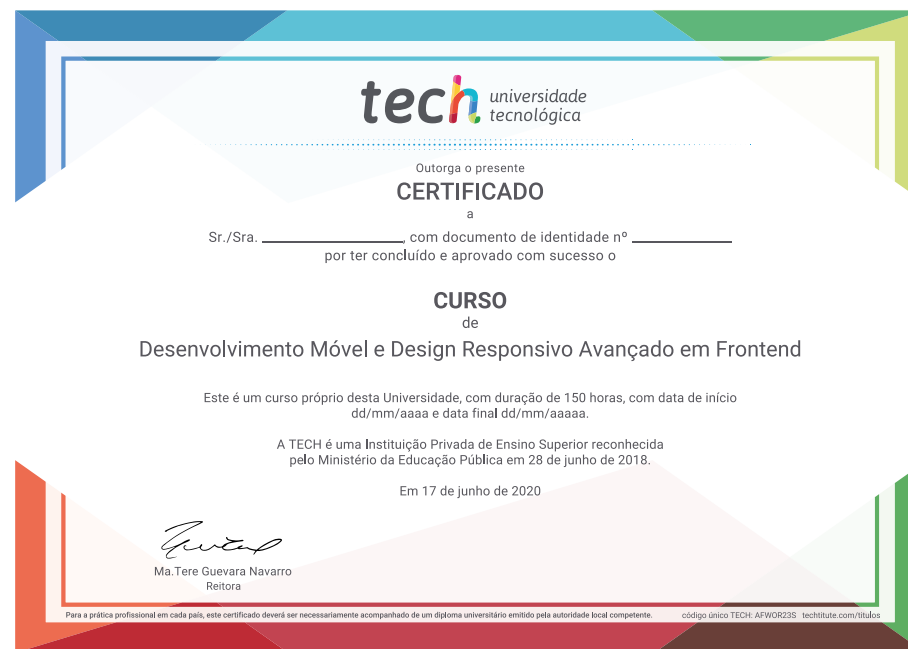 tech universidade
tecnológica
Outorga o presente
CERTIFICADO
a
Sr./Sra. ____________, com documento de identidade nº ____________
por ter concluído e aprovado com sucesso o
CURSO
de
Desenvolvimento Móvel e Design Responsivo Avançado em Frontend
Este é um curso próprio desta Universidade, com duração de 150 horas, com data de início
dd/mm/aaaa e data final dd/mm/aaaaa.
A TECH é uma Instituição Privada de Ensino Superior reconhecida
pelo Ministério da Educação Pública em 28 de junho de 2018.
Em 17 de junho de 2020
Ma.Tere Guevara Navarro
Reitora
Para a prática profissional em cada país, este certificado deverá ser necessariamente acompanhado de um diploma universitário emitido pela autoridade local competente. código único TECH: AFWOR23S techtitute.com/titulos